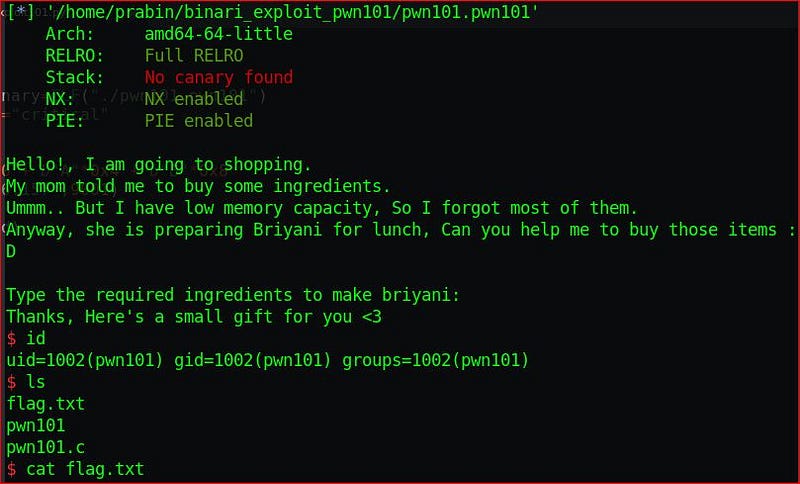 [*] '/home/prabin/binari_exploit_pwn101/pwn101.pwn101'
Arch: amd64-64-little
RELRO: Full RELRO
Stack: No canary found
NX: NX enabled
PIE: PIE enabled
Hello!, I am going to shopping.
My mom told me to buy some ingredients.
Ummm.. But I have low memory capacity, So I forgot most of them.
Anyway, she is preparing Briyani for lunch, Can you help me to buy those items :
D
Type the required ingredients to make briyani:
Thanks, Here's a small gift for you <3
$ id
uid=1002(pwn101) gid=1002(pwn101) groups=1002(pwn101)
$ ls
flag.txt
pwn101
pwn101.c
$ cat flag.txt